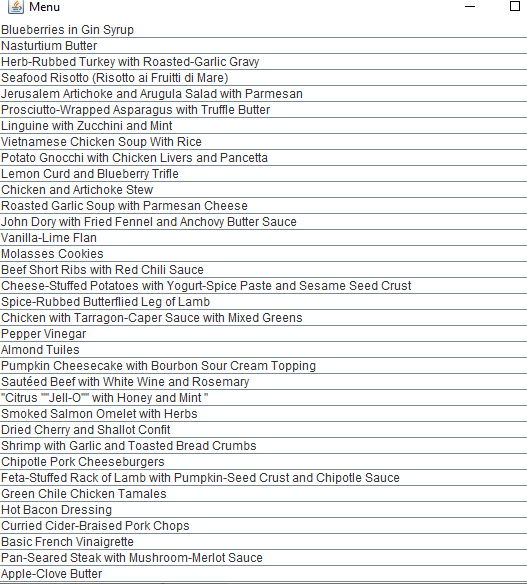 Menu
Blueberries in Gin Syrup
Nasturtium Butter
Herb-Rubbed Turkey with Roasted-Garlic Gravy
Seafood Risotto (Risotto ai Fruitti di Mare)
Jerusalem Artichoke and Arugula Salad with Parmesan
Prosciutto-Wrapped Asparagus with Truffle Butter
Linguine with Zucchini and Mint
Vietnamese Chicken Soup With Rice
Potato Gnocchi with Chicken Livers and Pancetta
Lemon Curd and Blueberry Trifle
Chicken and Artichoke Stew
Roasted Garlic Soup with Parmesan Cheese
John Dory with Fried Fennel and Anchovy Butter Sauce
Vanilla-Lime Flan
Molasses Cookies
Beef Short Ribs with Red Chili Sauce
Cheese-Stuffed Potatoes with Yogurt-Spice Paste and Sesame Seed Crust
Spice-Rubbed Butterflied Leg of Lamb
Chicken with Tarragon-Caper Sauce with Mixed Greens
Pepper Vinegar
Almond Tuiles
Pumpkin Cheesecake with Bourbon Sour Cream Topping
Sautéed Beef with White Wine and Rosemary
"Citrus ""Jell-O"" with Honey and Mint "
Smoked Salmon Omelet with Herbs
Dried Cherry and Shallot Confit
Shrimp with Garlic and Toasted Bread Crumbs
Chipotle Pork Cheeseburgers
Feta-Stuffed Rack of Lamb with Pumpkin-Seed Crust and Chipotle Sauce
Green Chile Chicken Tamales
Hot Bacon Dressing
Curried Cider-Braised Pork Chops
Basic French Vinaigrette
Pan-Seared Steak with Mushroom-Merlot Sauce
Apple-Clove Butter